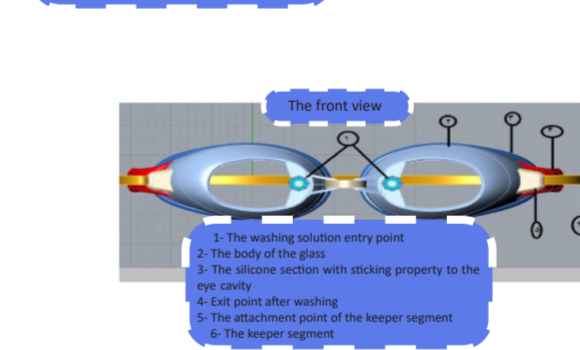 The front view
1- The washing solution entry point
2- The body of the glass
3- The silicone section with sticking property to the
eye cavity
4- Exit point after washing
5- The attachment point of the keeper segment
6- The keeper segment